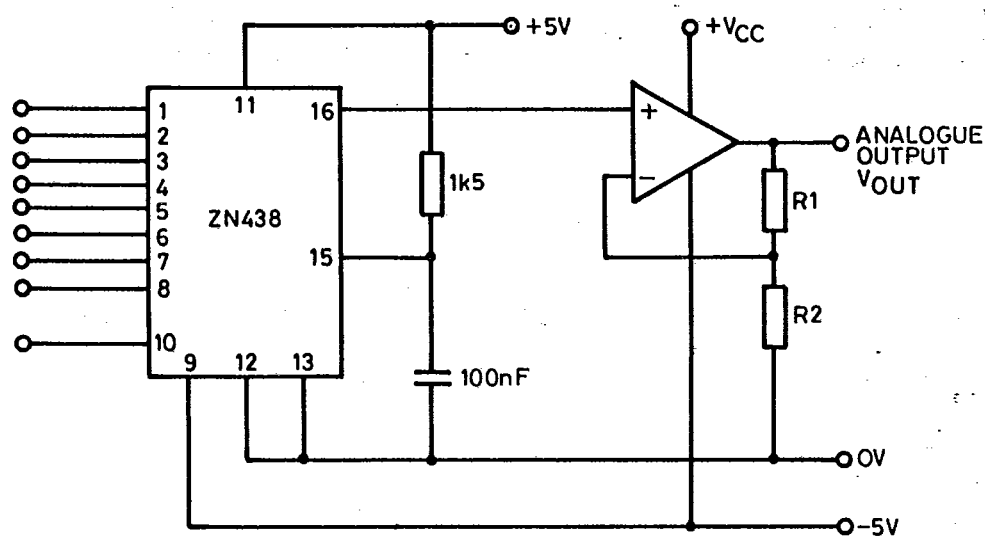 +5V
+VCC
11
1
16
+
2
3
ANALOGUE
OUTPUT
VOUT
4
1k5
-
R1
5
ZN438
6
7
15
8
R2
10
9
12
13
100nF
0V
-5V